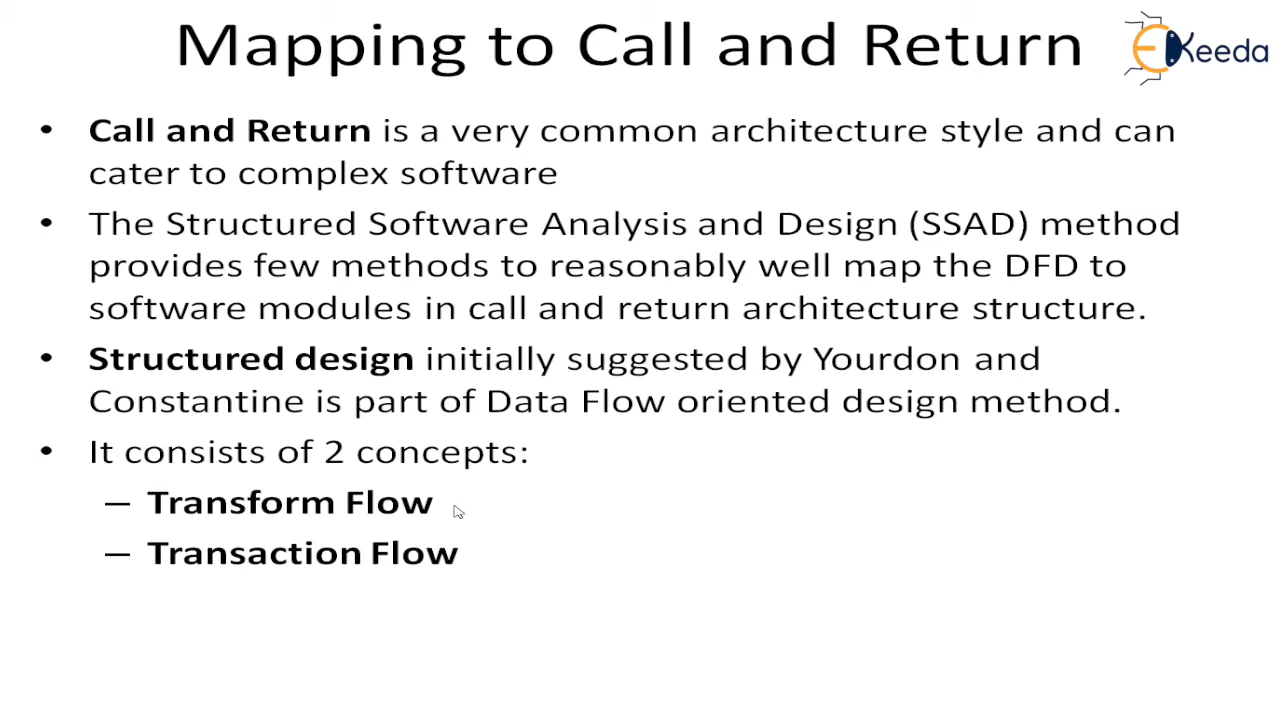 Mapping to Call and Return
EKeeda
• Call and Return is a very common architecture style and can
cater to complex software
• The Structured Software Analysis and Design (SSAD) method
provides few methods to reasonably well map the DFD to
software modules in call and return architecture structure.
• Structured design initially suggested by Yourdon and
Constantine is part of Data Flow oriented design method.
• It consists of 2 concepts:
– Transform Flow
– Transaction Flow